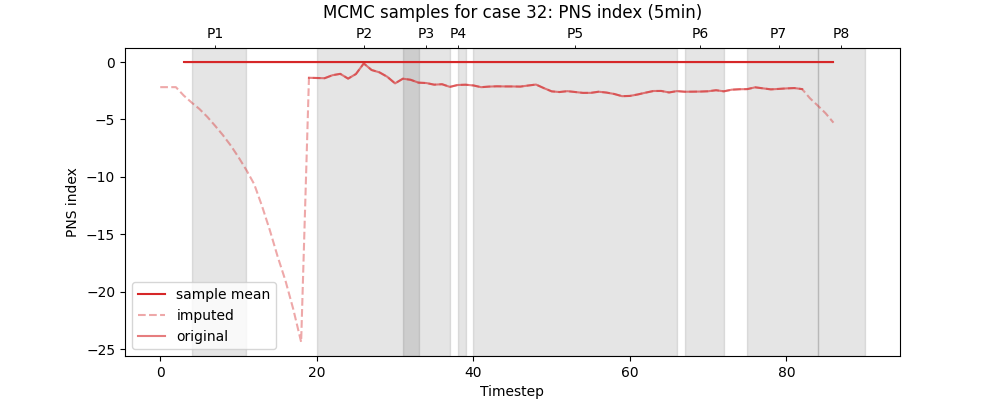 MCMC samples for case 32: PNS index (5min)
P1 P2 P3 P4 P5 P6 P7 P8
0
−5
−10
−15
−20
−25
PNS index
sample mean
imputed
original
0 20 40 60 80
Timestep